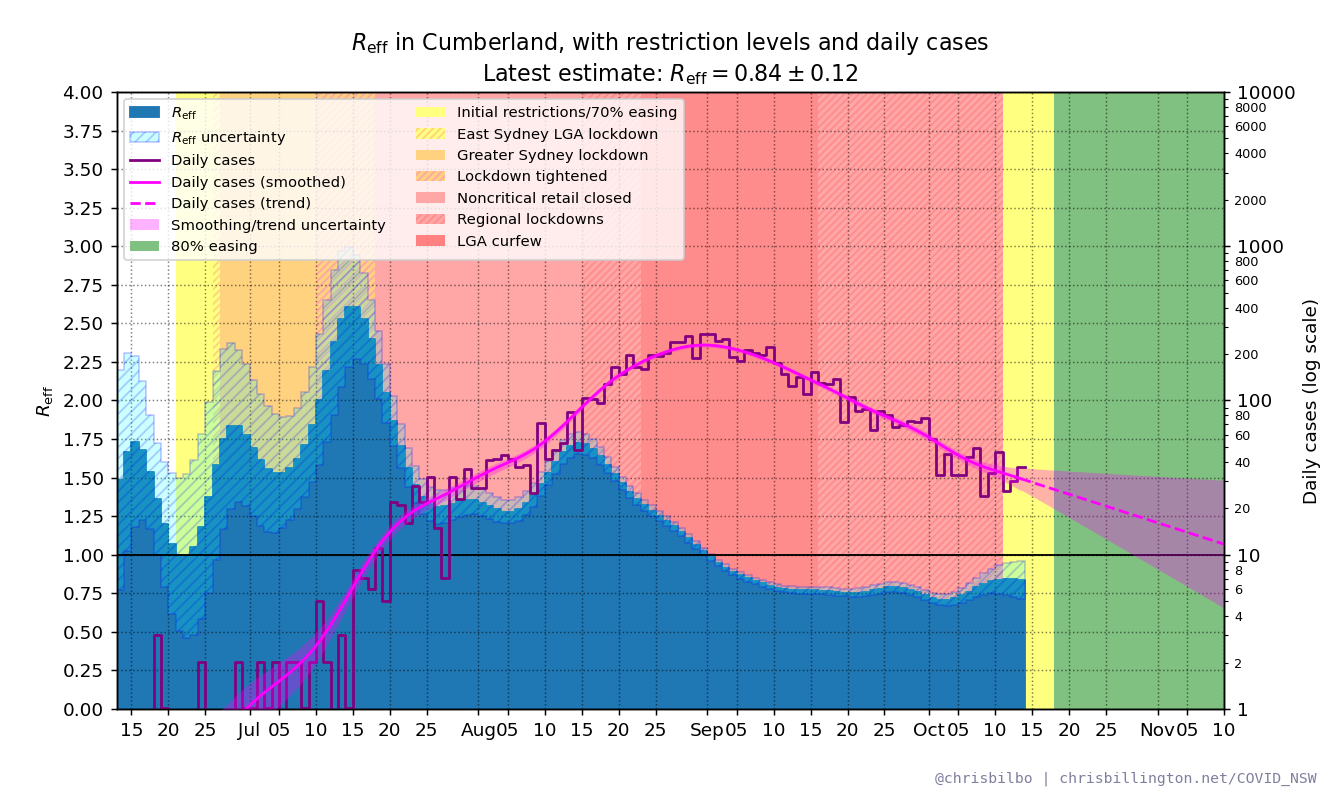 Reff in Cumberland, with restriction levels and daily cases
Latest estimate: Reff = 0.84 ± 0.12
Reff
Reff uncertainty
Daily cases
Daily cases (smoothed)
Daily cases (trend)
Smoothing/trend uncertainty
80% easing
Initial restrictions/70% easing
East Sydney LGA lockdown
Greater Sydney lockdown
Lockdown tightened
Noncritical retail closed
Regional lockdowns
LGA curfew
Reff
4.00
3.75
3.50
3.25
3.00
2.75
2.50
2.25
2.00
1.75
1.50
1.25
1.00
0.75
0.50
0.25
0.00
10000
8000
6000
4000
2000
1000
800
600
400
200
100
80
60
40
20
10
8
6
4
2
1
Daily cases (log scale)
15 20 25 Jul 05 10 15 20 25 Aug 05 10 15 20 25 Sep 05 10 15 20 25 Oct 05 10 15 20 25 Nov 05 10
@chrisbilbo | chrisbillington.net/COVID_NSW